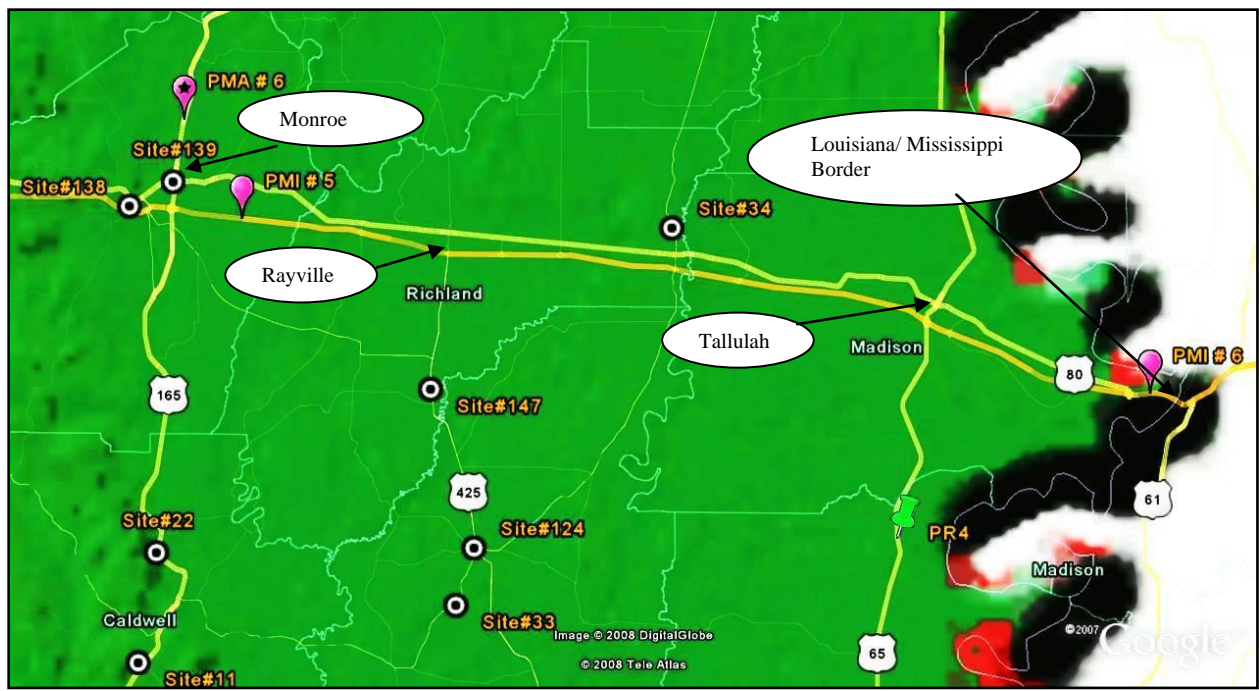 PMA # 6
Monroe
Louisiana/ Mississippi
Border
Site#139
Site#138
PMI # 5
Site#34
Rayville
Richland
Tallulah
Madison
PMI # 6
80
165
Site#147
425
61
Site#22
Site#124
PR4
Madison
Caldwell
Site#33
Image © 2008 DigitalGlobe
©2007 Google™
65
© 2008 Tele Atlas
Site#11